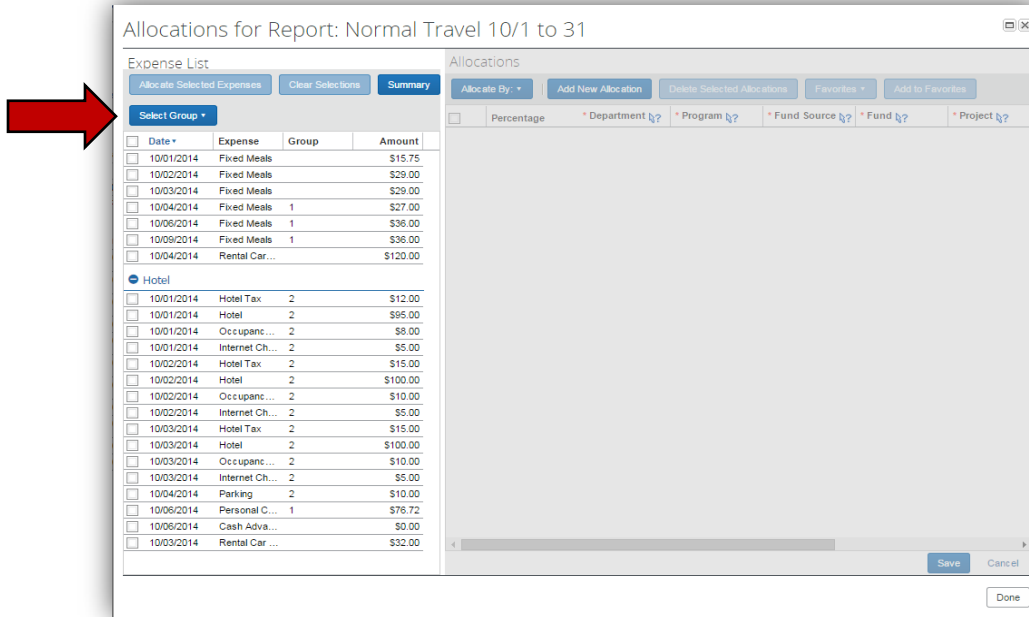 Allocations for Report: Normal Travel 10/1 to 31
Expense List
Allocate Selected Expenses Clear Selections Summary
Select Group
Date Expense Group Amount
10/01/2014 Fixed Meals $15.75
10/02/2014 Fixed Meals $29.00
10/03/2014 Fixed Meals $29.00
10/04/2014 Fixed Meals 1 $27.00
10/06/2014 Fixed Meals 1 $36.00
10/09/2014 Fixed Meals 1 $36.00
10/04/2014 Rental Car... $120.00
Hotel
10/01/2014 Hotel Tax 2 $12.00
10/01/2014 Hotel 2 $95.00
10/01/2014 Occupanc... 2 $8.00
10/01/2014 Internet Ch... 2 $5.00
10/02/2014 Hotel Tax 2 $15.00
10/02/2014 Hotel 2 $100.00
10/02/2014 Occupanc... 2 $10.00
10/02/2014 Internet Ch... 2 $5.00
10/03/2014 Hotel Tax 2 $15.00
10/03/2014 Hotel 2 $100.00
10/03/2014 Occupanc... 2 $10.00
10/03/2014 Internet Ch... 2 $5.00
10/04/2014 Parking 2 $10.00
10/06/2014 Personal C... 1 $76.72
10/06/2014 Cash Adva... $0.00
10/03/2014 Rental Car ... $32.00
Allocations
Allocate By: Add New Allocation Delete Selected Allocations Favorites Add to Favorites
Percentage * Department ? * Program ? * Fund Source ? * Fund ? * Project ?
Save Cancel
Done